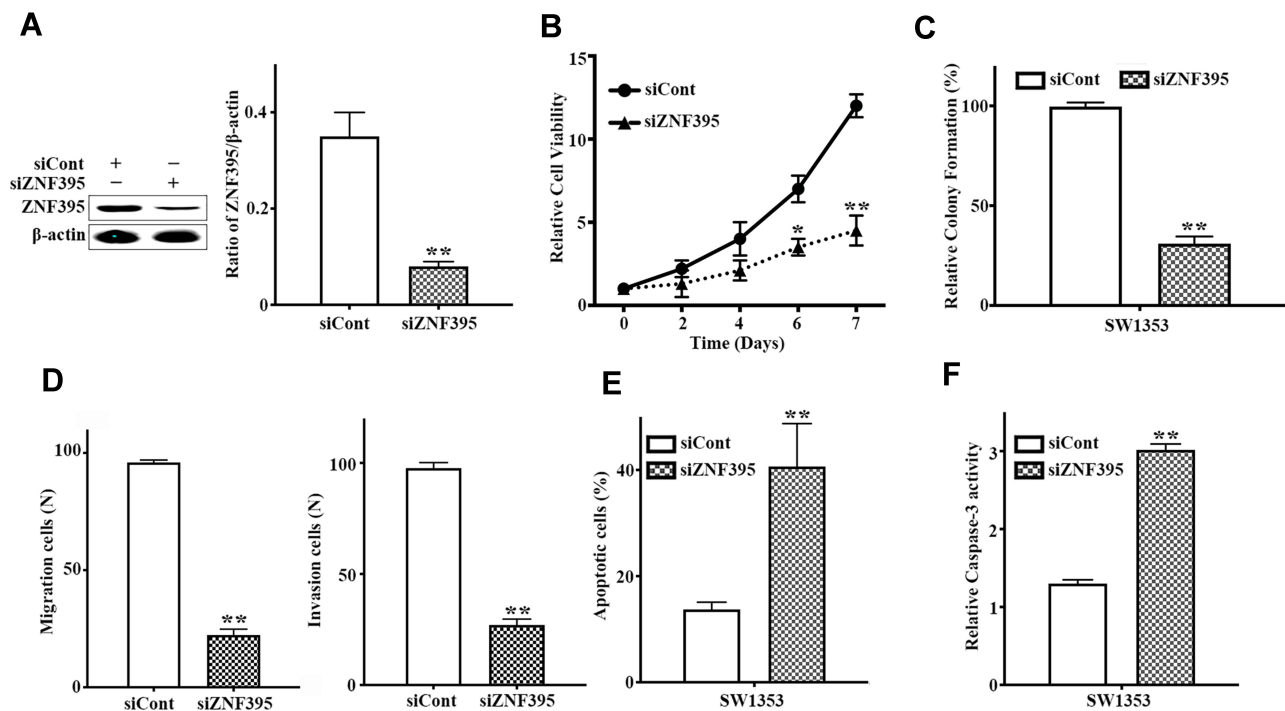 A
siCont + −
siZNF395 − +
ZNF395
β-actin
Ratio of ZNF395/β-actin
0.4
0.2
0
**
siCont siZNF395
B
Relative Cell Viability
15
10
5
0
siCont
siZNF395
*
**
0 2 4 6 7
Time (Days)
C
Relative Colony Formation (%)
siCont siZNF395
100
50
0
**
SW1353
D
Migration cells (N)
100
50
0
**
siCont siZNF395
Invasion cells (N)
100
50
0
**
siCont siZNF395
E
Apoptotic cells (%)
siCont
siZNF395
40
20
0
**
SW1353
F
Relative Caspase-3 activity
siCont
siZNF395
3
2
1
0
**
SW1353